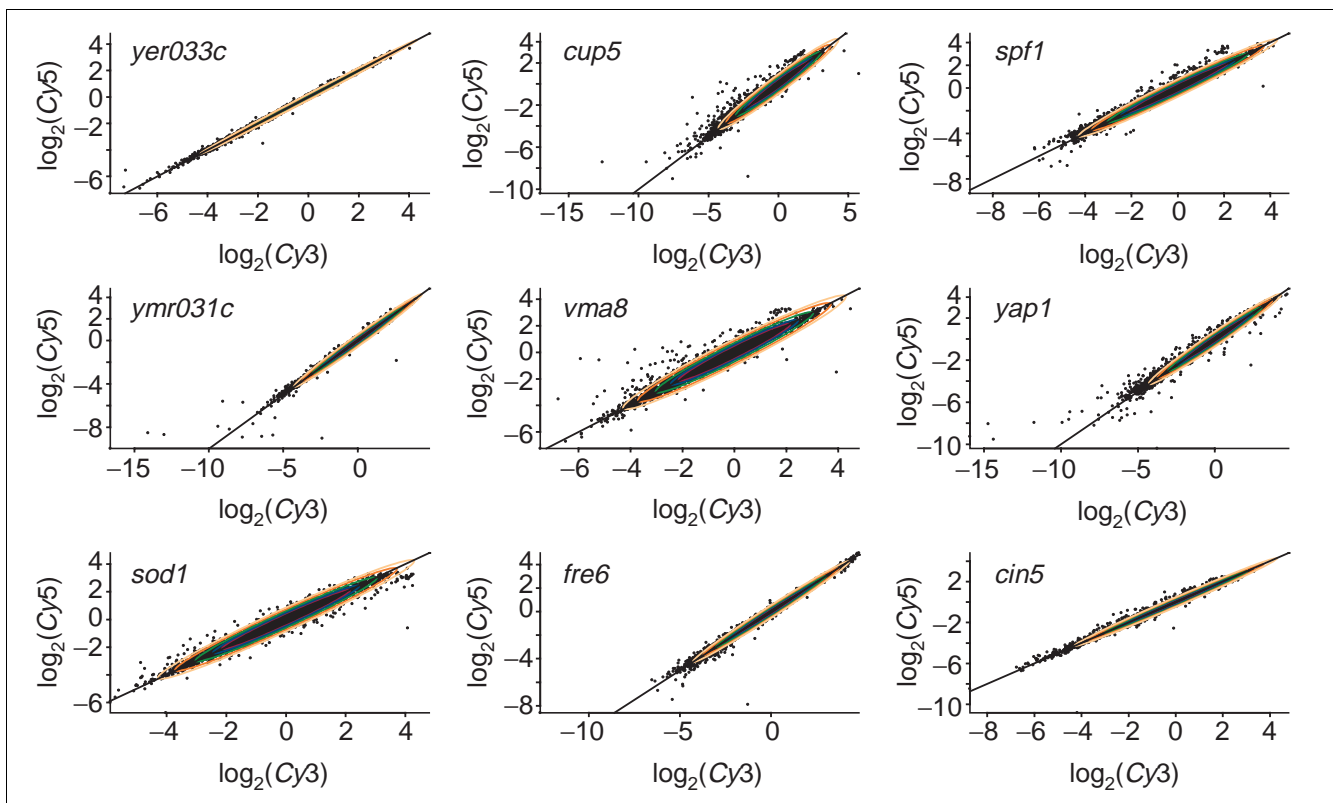 yer033c
4
2
0
−2
−4
−6
log2(Cy5)
−6 −4 −2 0 2 4
log2(Cy3)
cup5
4
2
−2
−6
−10
log2(Cy5)
−15 −10 −5 0 5
log2(Cy3)
spf1
4
2
0
−4
−8
log2(Cy5)
−8 −6 −4 −2 0 2 4
log2(Cy3)
ymr031c
4
2
0
−4
−8
log2(Cy5)
−15 −10 −5 0
log2(Cy3)
vma8
4
2
0
−2
−6
log2(Cy5)
−6 −4 −2 0 2 4
log2(Cy3)
yap1
4
2
−2
−6
−10
log2(Cy5)
−15 −10 −5 0
log2(Cy3)
sod1
4
2
0
−2
−6
log2(Cy5)
−4 −2 0 2 4
log2(Cy3)
fre6
4
2
0
−4
−8
log2(Cy5)
−10 −5 0
log2(Cy3)
cin5
2
−2
−6
−10
log2(Cy5)
−8 −6 −4 −2 0 2 4
log2(Cy3)